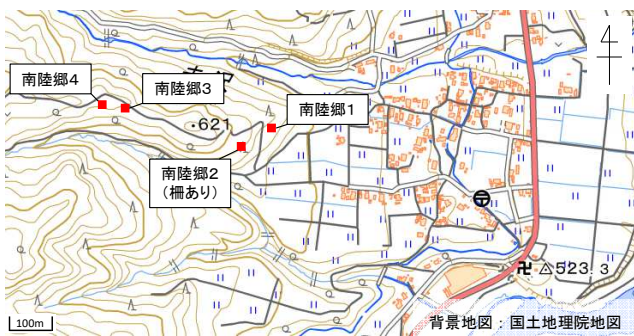 南陸郷4
南陸郷3
南陸郷1
・621
南陸郷2
（柵あり）
卍 △523.3
100m
背景地図：国土地理院地図